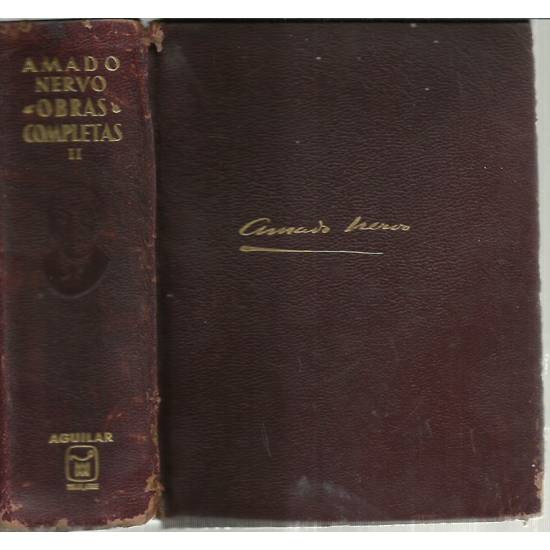 AMADO
NERVO
OBRAS
COMPLETAS
II
AGUILAR
Amado Nervo